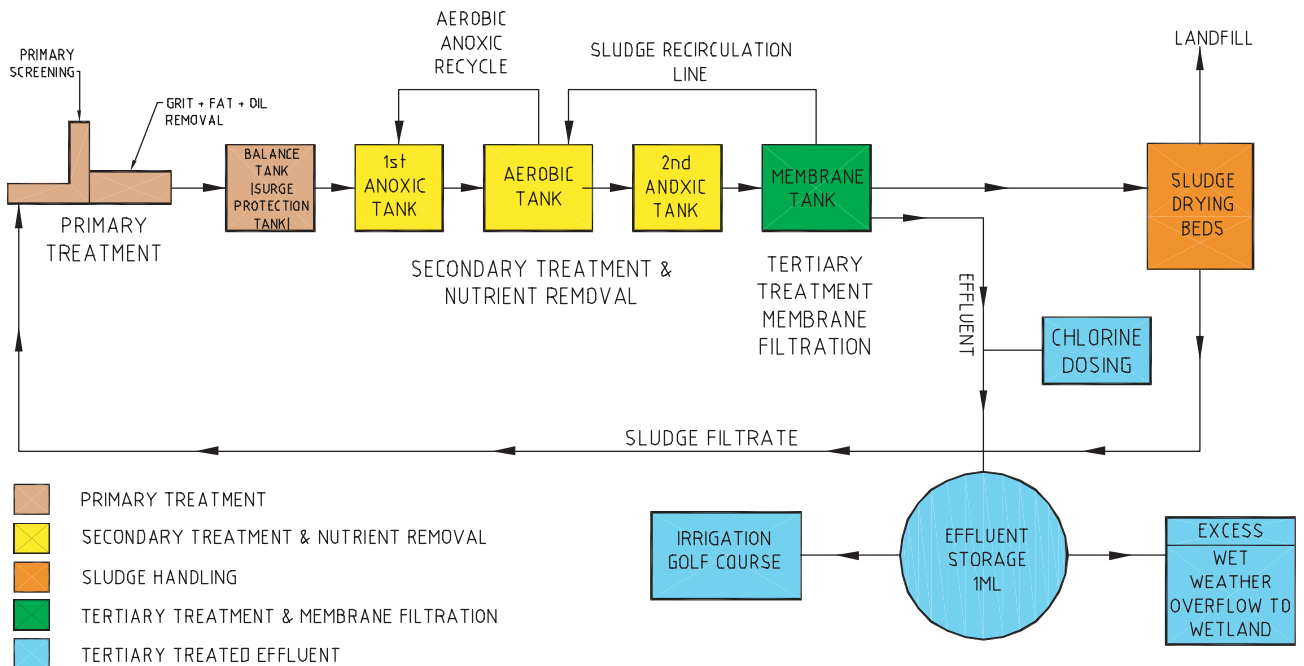 PRIMARY
SCREENING
GRIT + FAT + OIL
REMOVAL
PRIMARY
TREATMENT
BALANCE
TANK
|SURGE
PROTECTION
TANK|
AEROBIC
ANOXIC
RECYCLE
SLUDGE RECIRCULATION
LINE
1st
ANOXIC
TANK
AEROBIC
TANK
2nd
ANOXIC
TANK
MEMBRANE
TANK
SECONDARY TREATMENT &
NUTRIENT REMOVAL
TERTIARY
TREATMENT
MEMBRANE
FILTRATION
LANDFILL
SLUDGE
DRYING
BEDS
EFFLUENT
CHLORINE
DOSING
SLUDGE FILTRATE
IRRIGATION
GOLF COURSE
EFFLUENT
STORAGE
1ML
EXCESS
WET
WEATHER
OVERFLOW TO
WETLAND
PRIMARY TREATMENT
SECONDARY TREATMENT & NUTRIENT REMOVAL
SLUDGE HANDLING
TERTIARY TREATMENT & MEMBRANE FILTRATION
TERTIARY TREATED EFFLUENT